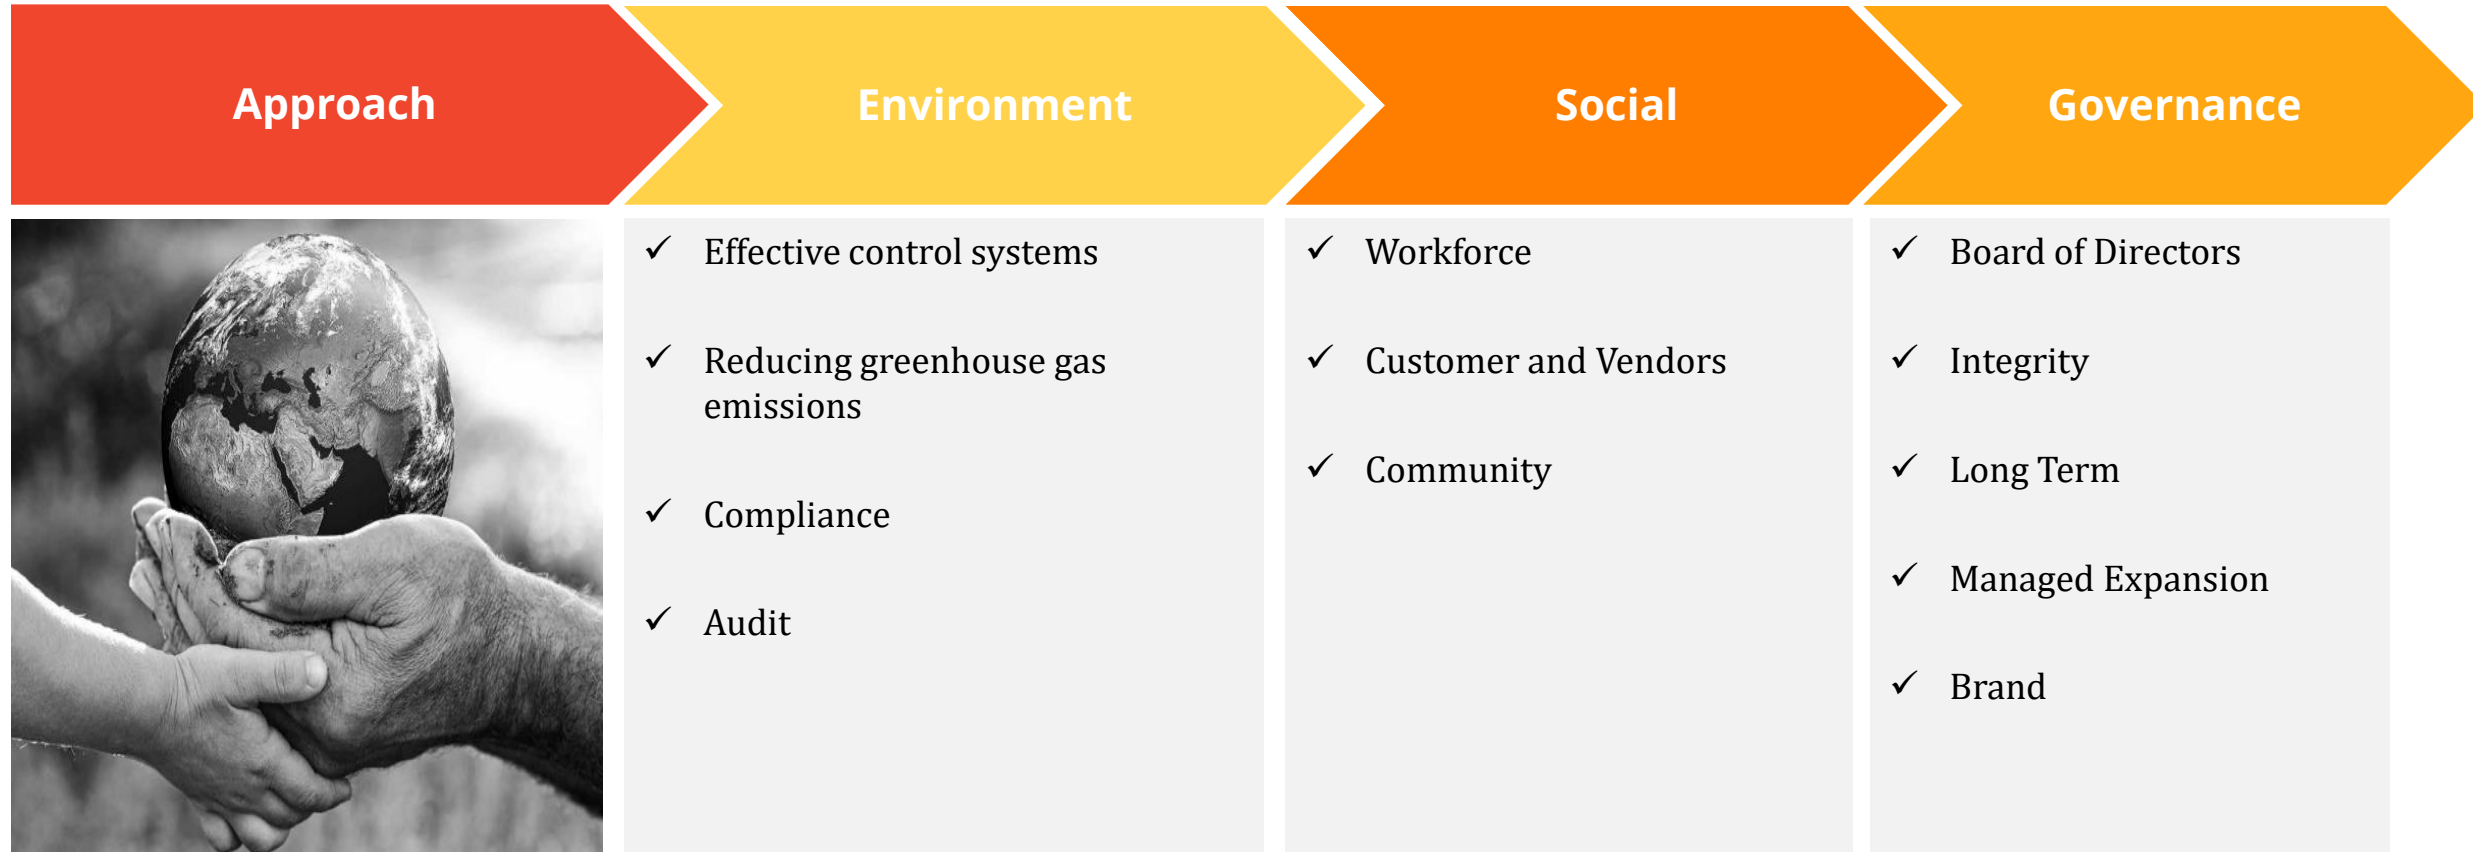 Approach
Environment
Social
Governance
✓ Effective control systems
✓ Reducing greenhouse gas
emissions
✓ Compliance
✓ Audit
✓ Workforce
✓ Customer and Vendors
✓ Community
✓ Board of Directors
✓ Integrity
✓ Long Term
✓ Managed Expansion
✓ Brand